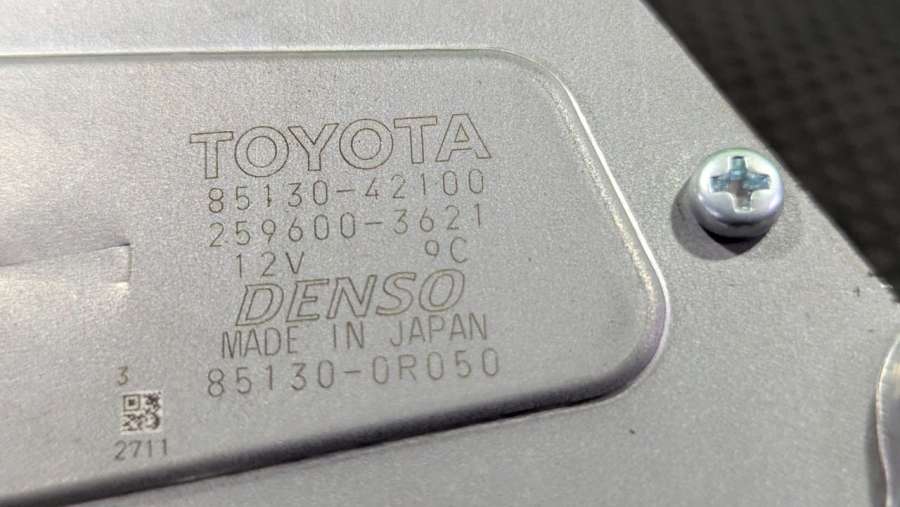 TOYOTA
85130-42100
259600-3621
12V 9C
DENSO
MADE IN JAPAN
85130-0R050
3
2711